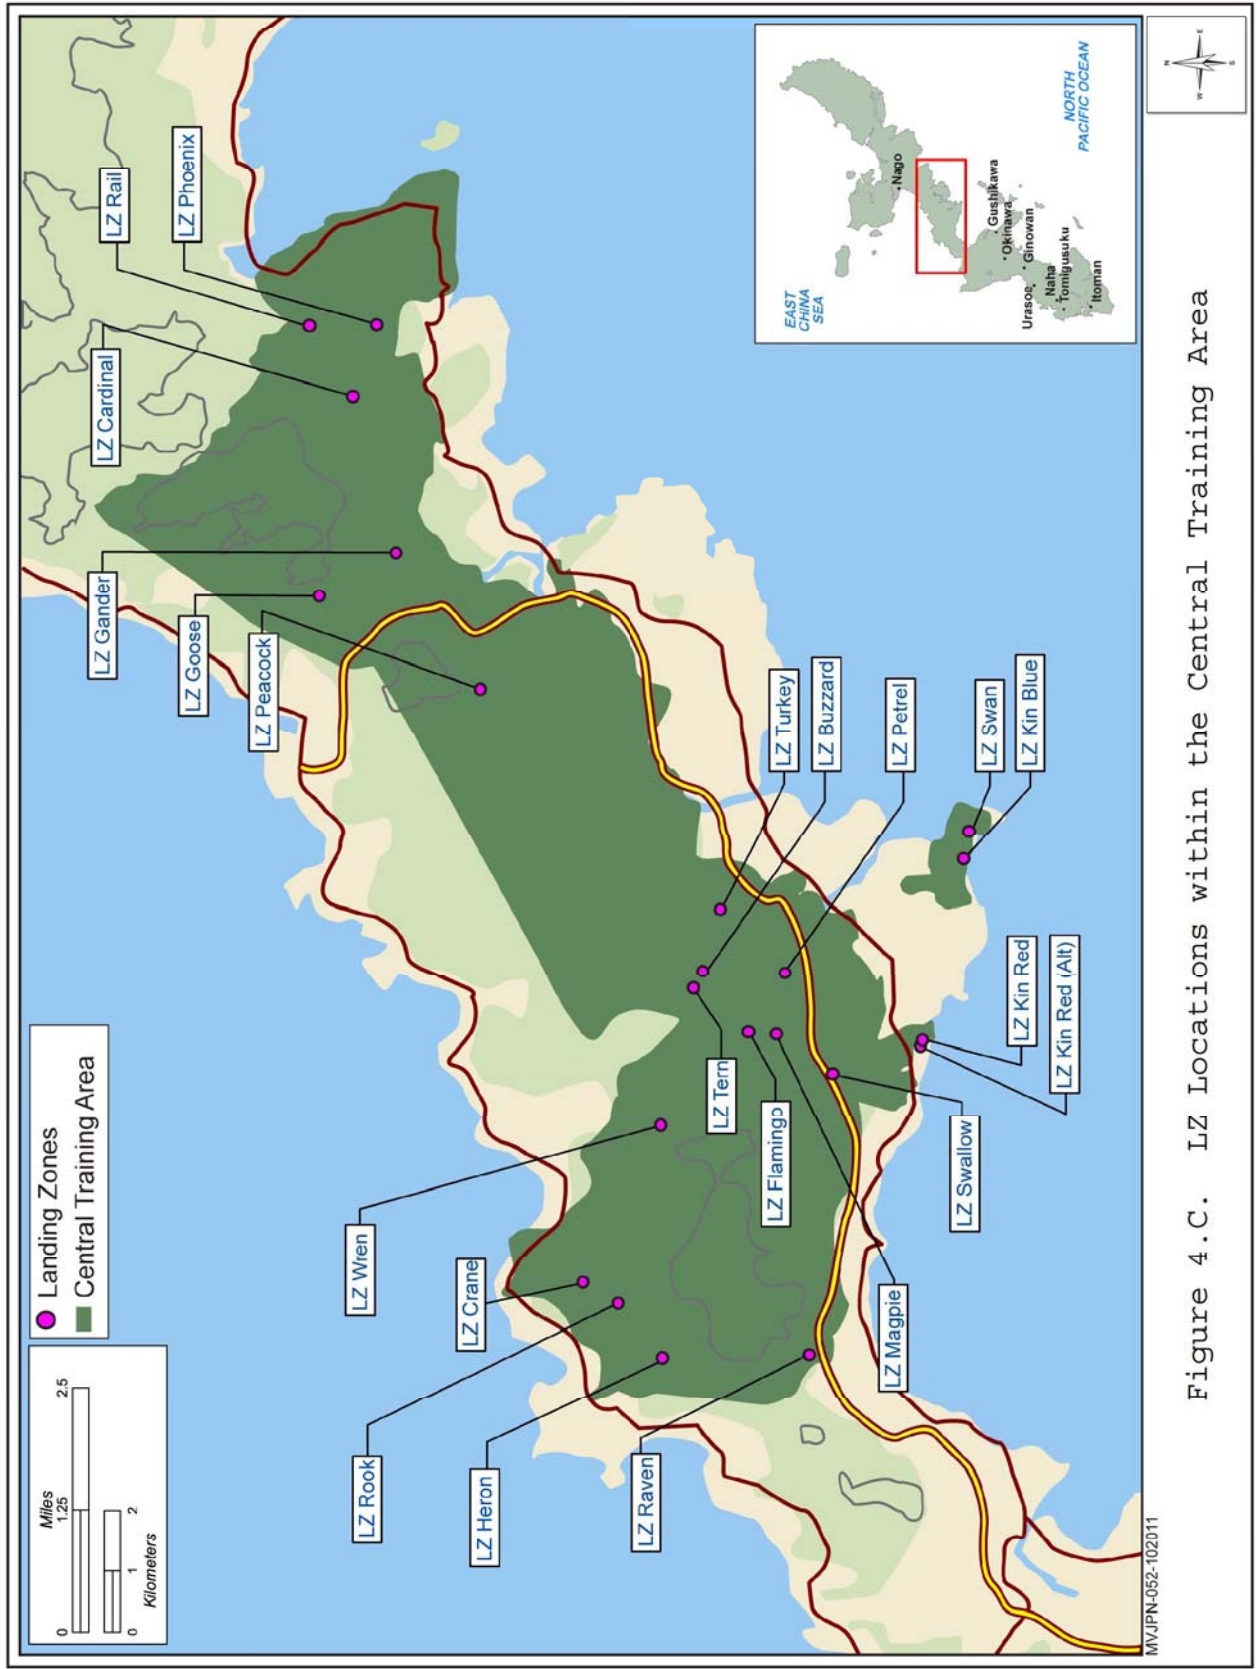 Miles
0 1.25 2.5
0 1 2
Kilometers
Landing Zones
Central Training Area
LZ Rail
LZ Phoenix
LZ Cardinal
LZ Gander
LZ Goose
LZ Peacock
LZ Wren
LZ Crane
LZ Rook
LZ Heron
LZ Raven
LZ Tern
LZ Flamingo
LZ Magpie
LZ Swallow
LZ Turkey
LZ Buzzard
LZ Petrel
LZ Swan
LZ Kin Blue
LZ Kin Red
LZ Kin Red (Alt)
EAST
CHINA
SEA
NORTH
PACIFIC OCEAN
Nago
Gushikawa
Okinawa
Ginowan
Urasoe
Naha
Tomigusuku
Itoman
N
E
S
W
MVJPN-052-102011
Figure 4.C. LZ Locations within the Central Training Area